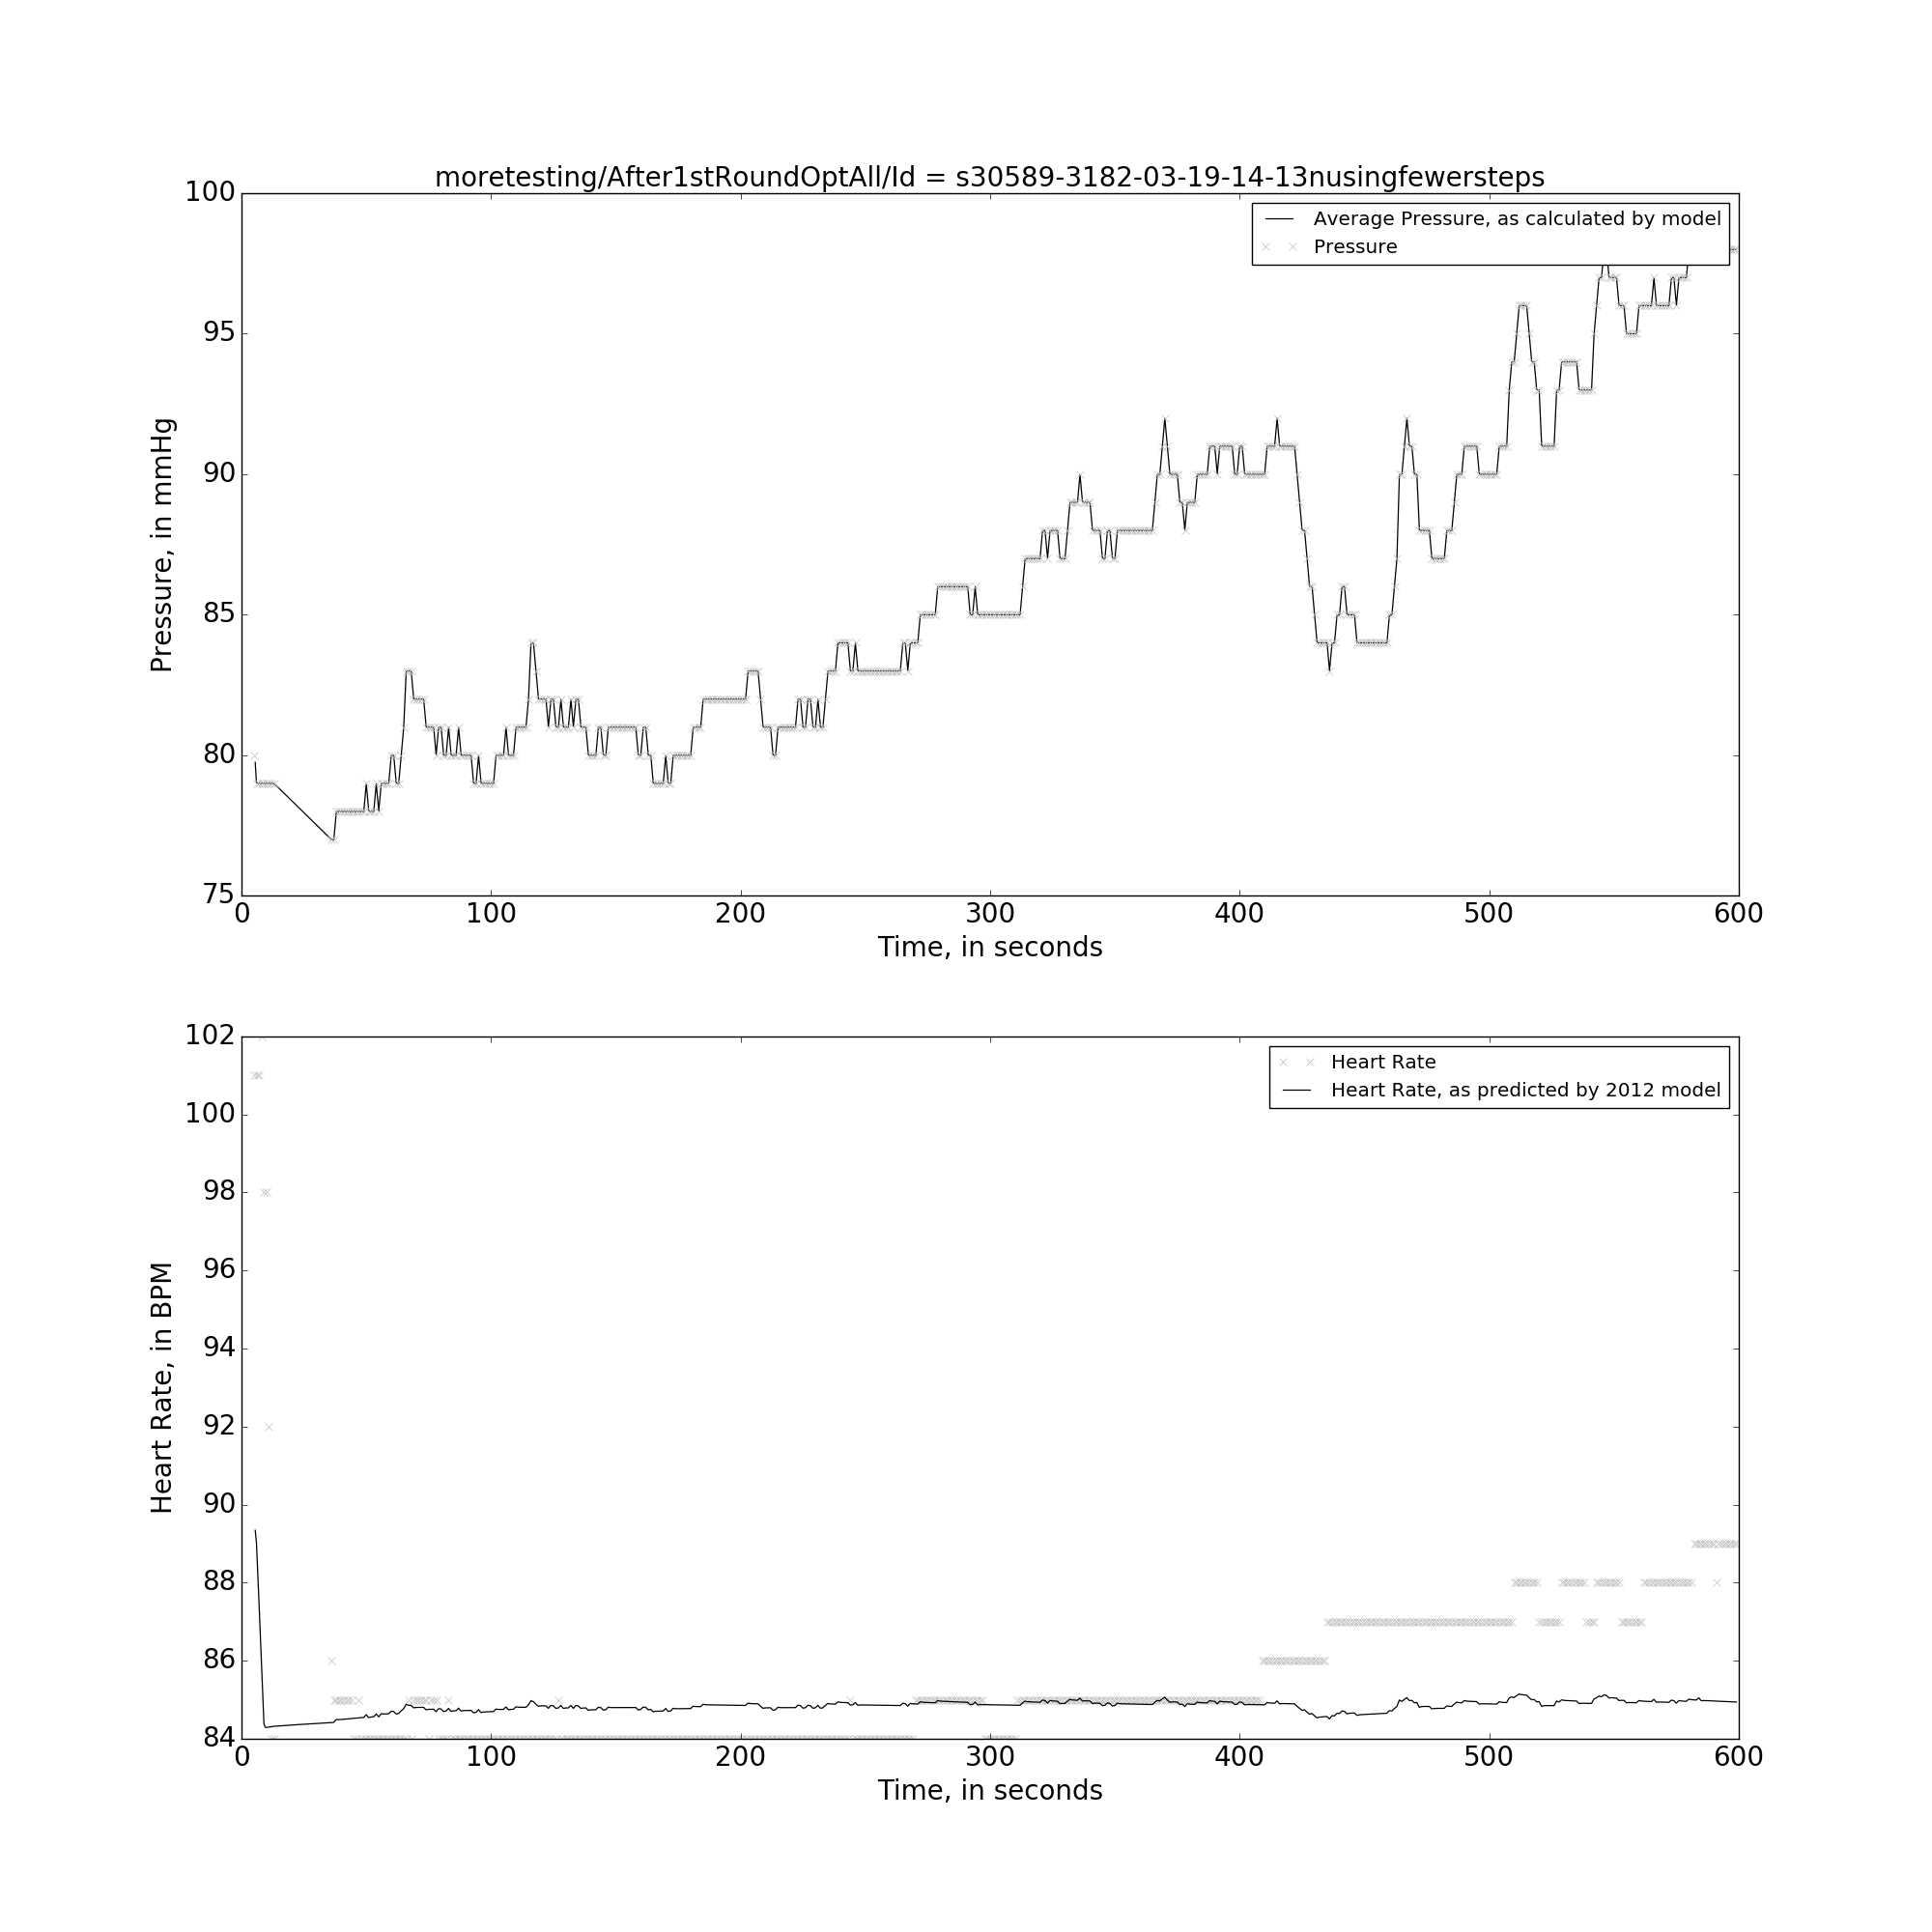 moretesting/After1stRoundOptAll/Id = s30589-3182-03-19-14-13nusingfewersteps
100
95
90
85
80
75
Pressure, in mmHg
Average Pressure, as calculated by model
Pressure
0 100 200 300 400 500 600
Time, in seconds
102
100
98
96
94
92
90
88
86
84
Heart Rate, in BPM
Heart Rate
Heart Rate, as predicted by 2012 model
0 100 200 300 400 500 600
Time, in seconds